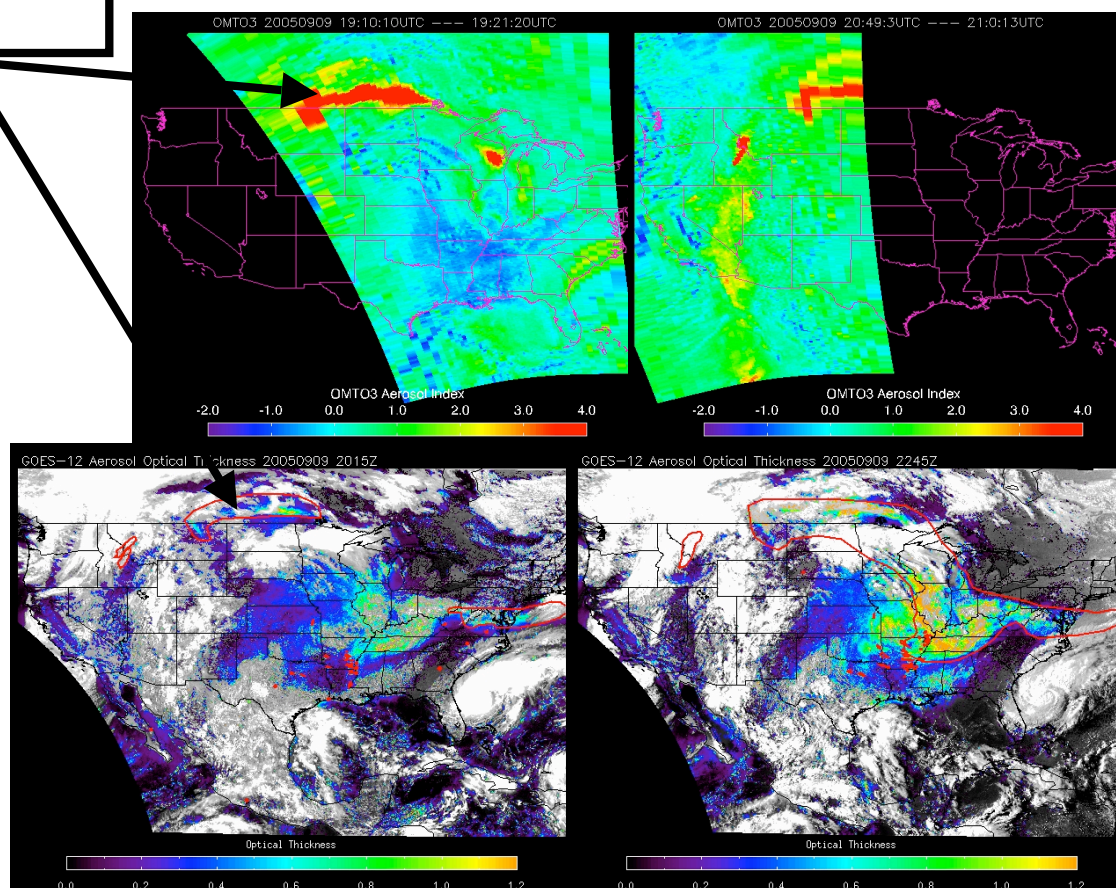 OMTO3 20050909 19:10:10UTC --- 19:21:20UTC
OMTO3 20050909 20:49:3UTC --- 21:0:13UTC
OMTO3 Aerosol Index
-2.0 -1.0 0.0 1.0 2.0 3.0 4.0
OMTO3 Aerosol Index
-2.0 -1.0 0.0 1.0 2.0 3.0 4.0
GOES-12 Aerosol Optical Thickness 20050909 2015Z
GOES-12 Aerosol Optical Thickness 20050909 2245Z
Optical Thickness
0.0 0.2 0.4 0.6 0.8 1.0 1.2
Optical Thickness
0.0 0.2 0.4 0.6 0.8 1.0 1.2